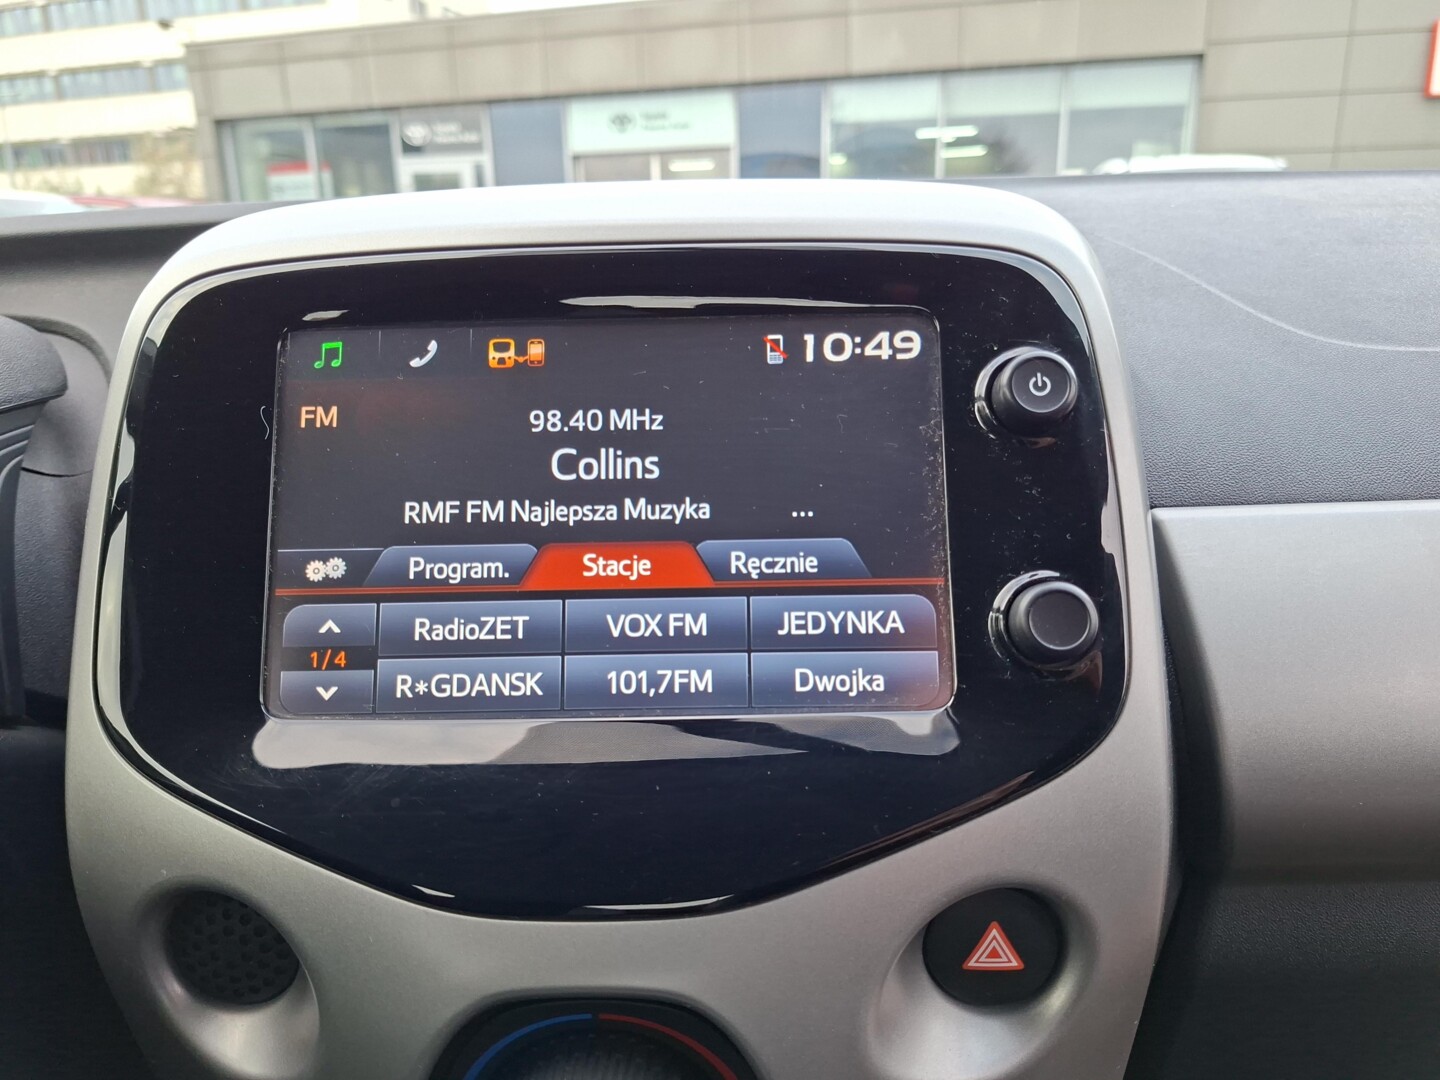 10:49
FM
98.40 MHz
Collins
RMF FM Najlepsza Muzyka ...
Program. Stacje Ręcznie
RadioZET VOX FM JEDYNKA
1/4
R*GDANSK 101,7FM Dwojka